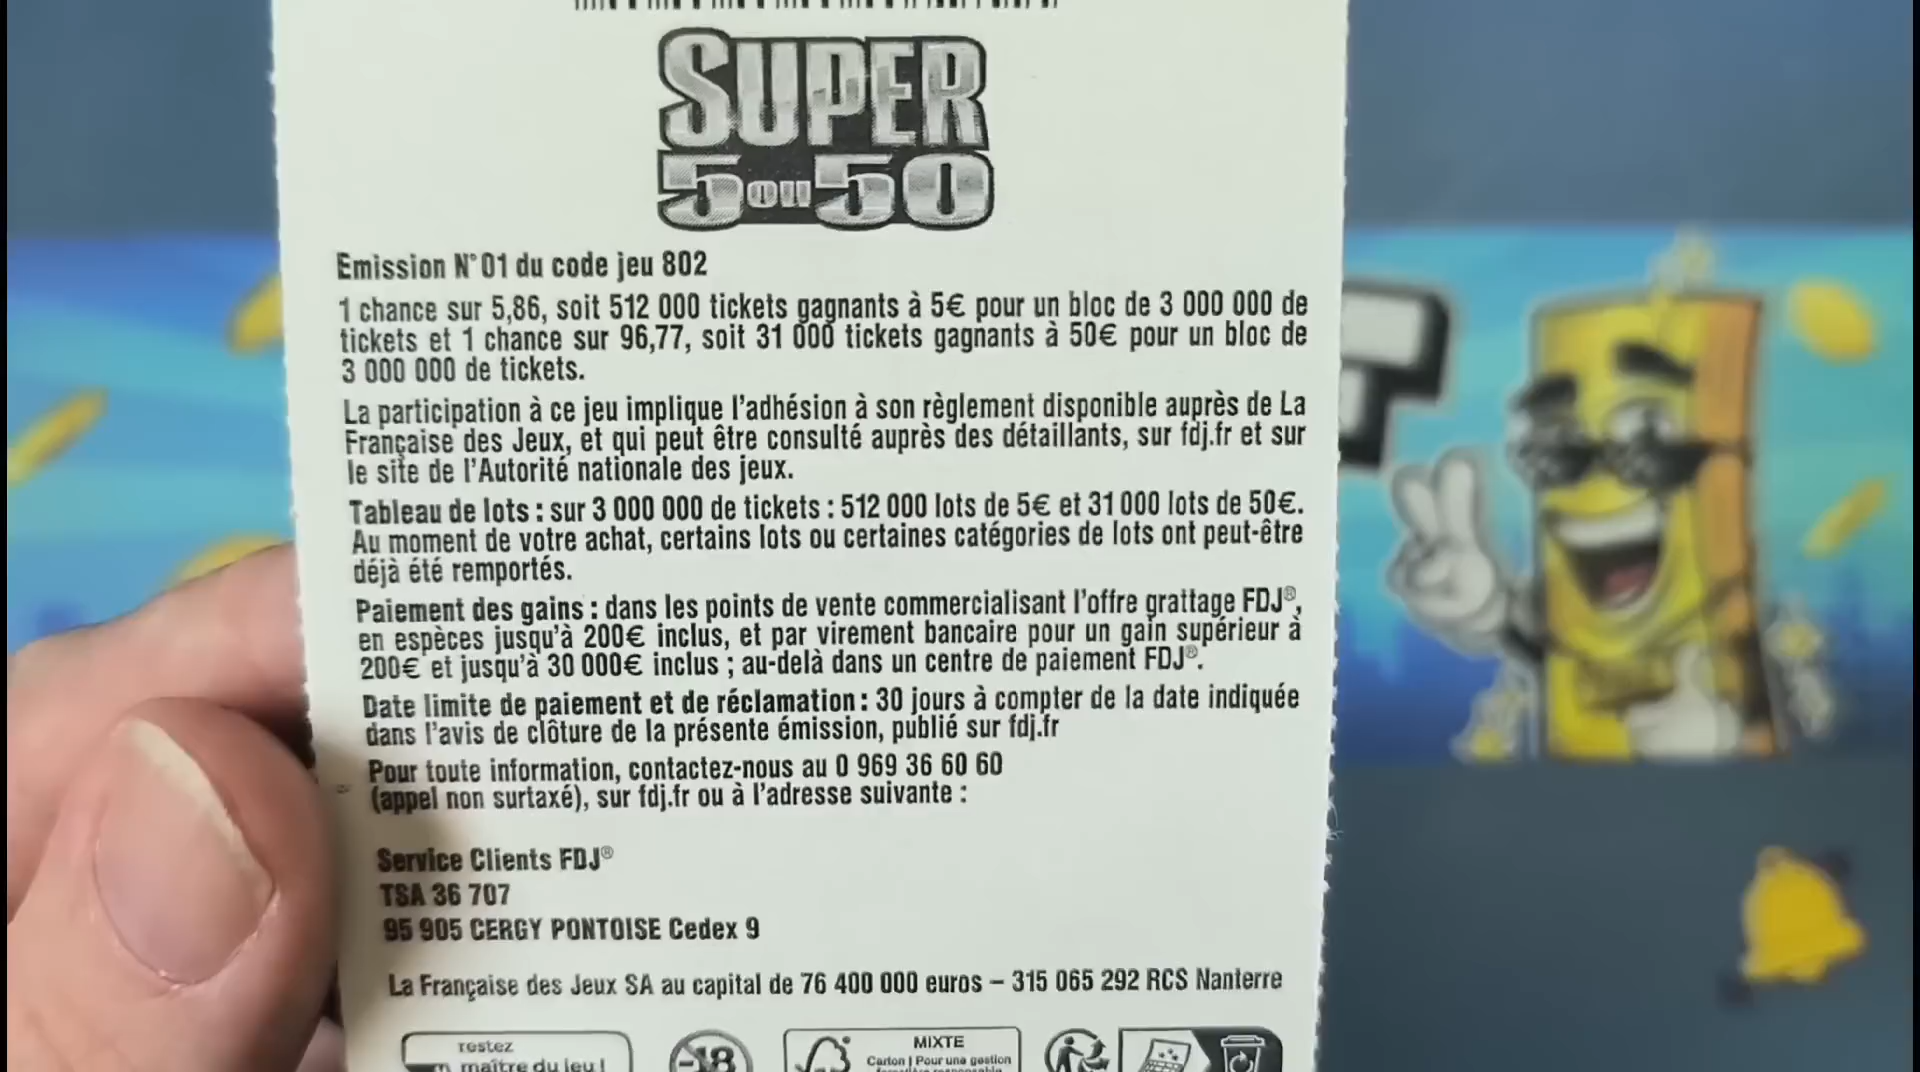 SUPER
5 ou 50
Emission N°01 du code jeu 802
1 chance sur 5,86, soit 512 000 tickets gagnants à 5€ pour un bloc de 3 000 000 de
tickets et 1 chance sur 96,77, soit 31 000 tickets gagnants à 50€ pour un bloc de
3 000 000 de tickets.
La participation à ce jeu implique l'adhésion à son règlement disponible auprès de La
Française des Jeux, et qui peut être consulté auprès des détaillants, sur fdj.fr et sur
le site de l'Autorité nationale des jeux.
Tableau de lots : sur 3 000 000 de tickets : 512 000 lots de 5€ et 31 000 lots de 50€.
Au moment de votre achat, certains lots ou certaines catégories de lots ont peut-être
déjà été remportés.
Paiement des gains : dans les points de vente commercialisant l'offre grattage FDJ®,
en espèces jusqu'à 200€ inclus, et par virement bancaire pour un gain supérieur à
200€ et jusqu'à 30 000€ inclus ; au-delà dans un centre de paiement FDJ®.
Date limite de paiement et de réclamation : 30 jours à compter de la date indiquée
dans l'avis de clôture de la présente émission, publié sur fdj.fr
Pour toute information, contactez-nous au 0 969 36 60 60
(appel non surtaxé), sur fdj.fr ou à l'adresse suivante :
Service Clients FDJ®
TSA 36 707
95 905 CERGY PONTOISE Cedex 9
La Française des Jeux SA au capital de 76 400 000 euros – 315 065 292 RCS Nanterre
restez
maître du jeu !
-18
MIXTE
Carton | Pour une gestion
forestière responsable
T